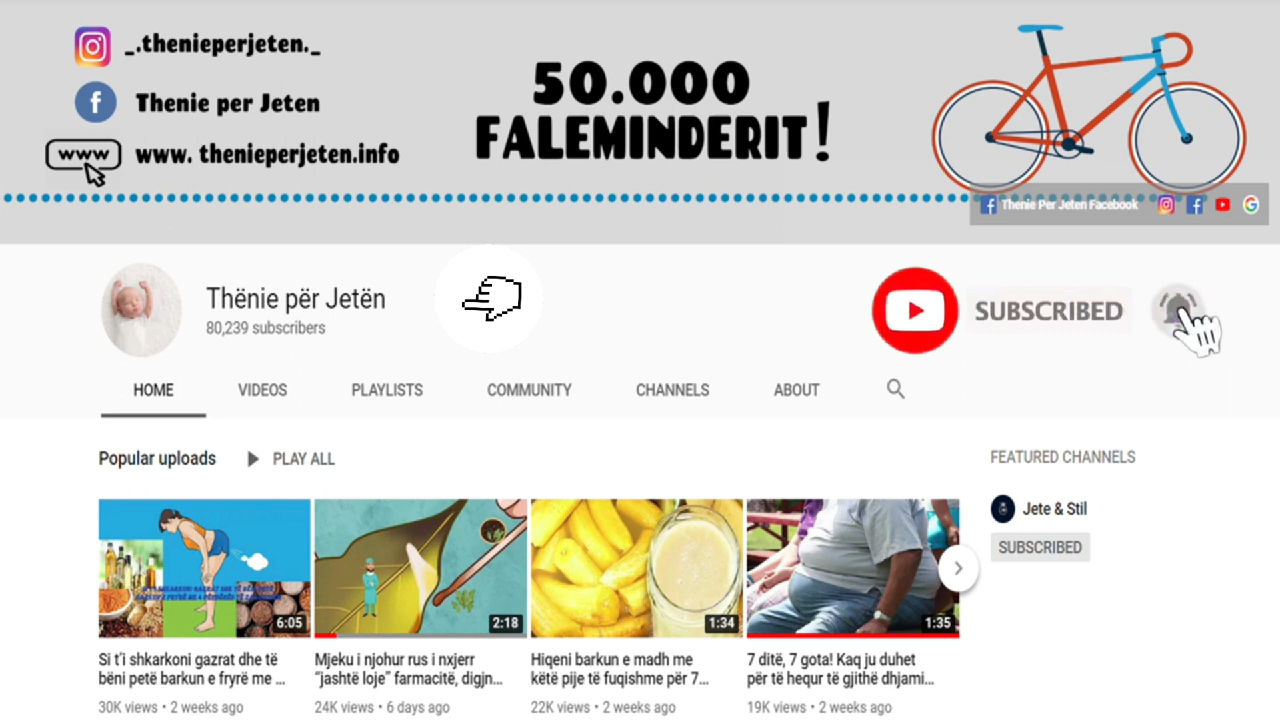 _.thenieperjeten._
Thenie per Jeten
www
www. thenieperjeten.info
50.000
FALEMINDERIT!
Thenie Per Jeten Facebook
Thënie për Jetën
80,239 subscribers
SUBSCRIBED
HOME
VIDEOS
PLAYLISTS
COMMUNITY
CHANNELS
ABOUT
Popular uploads
PLAY ALL
FEATURED CHANNELS
Jete & Stil
SUBSCRIBED
6:05
Si t'i shkarkoni gazrat dhe të
bëni petë barkun e fryrë me ...
30K views • 2 weeks ago
2:18
Mjeku i njohur rus i nxjerr
“jashtë loje” farmacitë, digjn...
24K views • 6 days ago
1:34
Hiqeni barkun e madh me
këtë pije të fuqishme për 7...
22K views • 2 weeks ago
1:35
7 ditë, 7 gota! Kaq ju duhet
për të hequr të gjithë dhjami...
19K views • 2 weeks ago